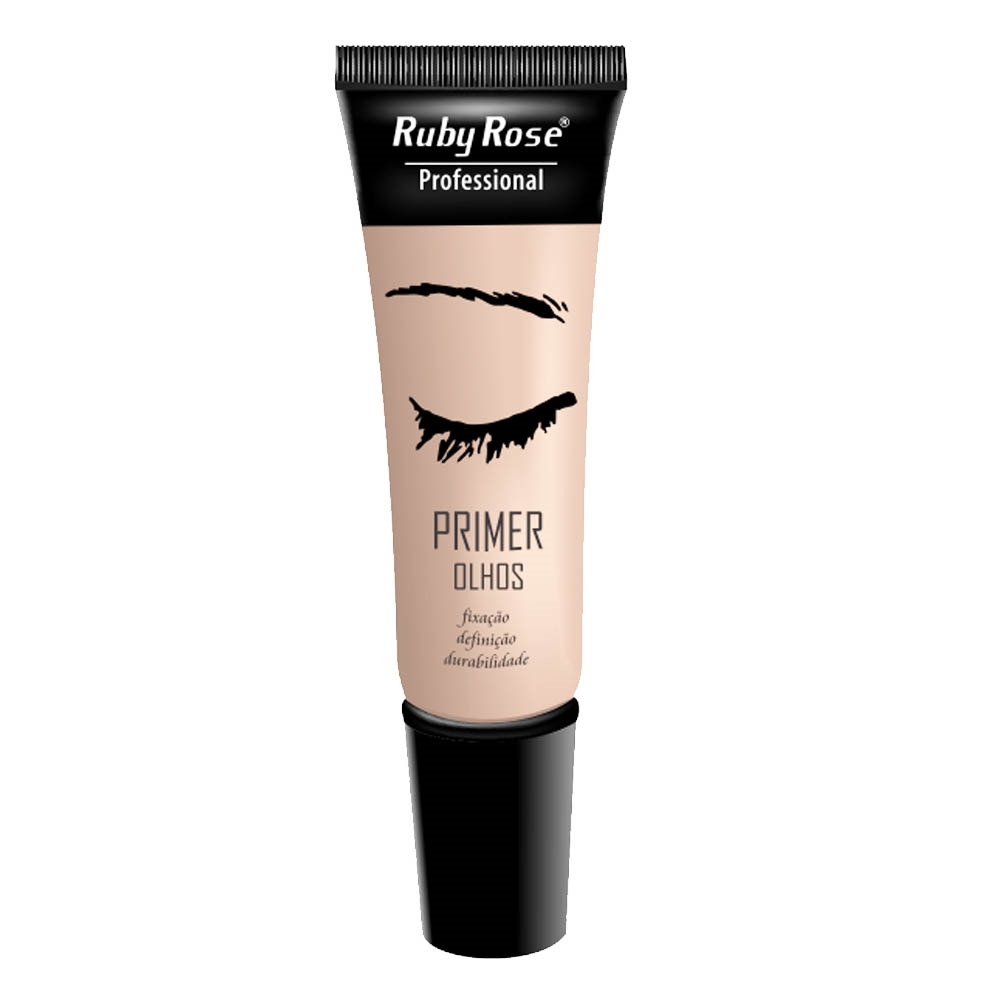 Ruby Rose®
Professional
PRIMER
OLHOS
fixação
definição
durabilidade